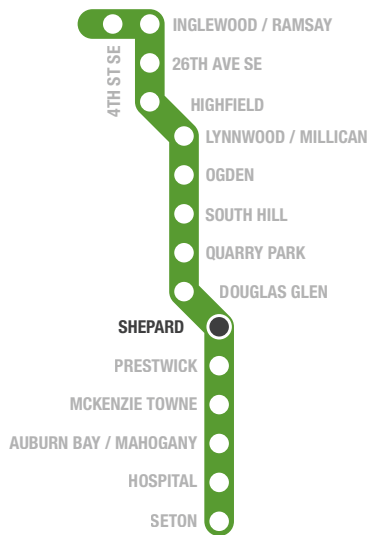 4TH ST SE
INGLEWOOD / RAMSAY
26TH AVE SE
HIGHFIELD
LYNNWOOD / MILLICAN
OGDEN
SOUTH HILL
QUARRY PARK
DOUGLAS GLEN
SHEPARD
PRESTWICK
MCKENZIE TOWNE
AUBURN BAY / MAHOGANY
HOSPITAL
SETON